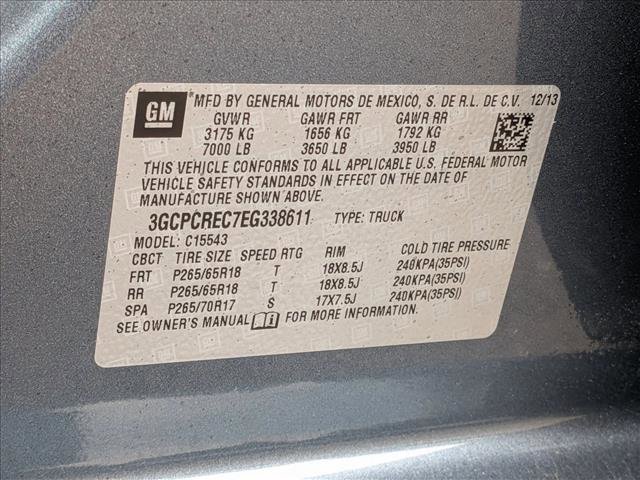 GM
MFD BY GENERAL MOTORS DE MEXICO, S. DE R.L. DE C.V. 12/13
GVWR GAWR FRT GAWR RR
3175 KG 1656 KG 1792 KG
7000 LB 3650 LB 3950 LB
THIS VEHICLE CONFORMS TO ALL APPLICABLE U.S. FEDERAL MOTOR
VEHICLE SAFETY STANDARDS IN EFFECT ON THE DATE OF
MANUFACTURE SHOWN ABOVE.
3GCPCREC7EG338611 TYPE: TRUCK
MODEL: C15543
CBCT TIRE SIZE SPEED RTG RIM COLD TIRE PRESSURE
FRT P265/65R18 T 18X8.5J 240KPA(35PSI)
RR P265/65R18 T 18X8.5J 240KPA(35PSI)
SPA P265/70R17 S 17X7.5J 240KPA(35PSI)
SEE OWNER'S MANUAL FOR MORE INFORMATION.